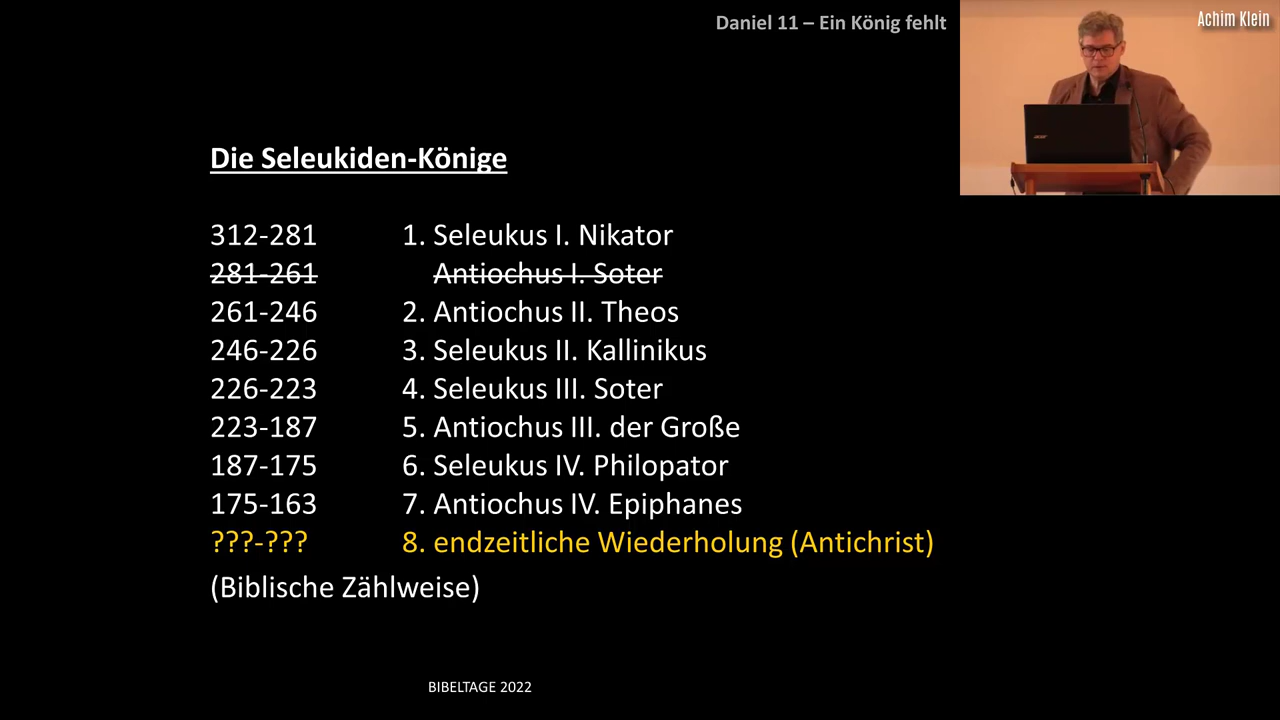 Daniel 11 – Ein König fehlt
Achim Klein
Die Seleukiden-Könige
312-281 1. Seleukus I. Nikator
281-261 Antiochus I. Soter
261-246 2. Antiochus II. Theos
246-226 3. Seleukus II. Kallinikus
226-223 4. Seleukus III. Soter
223-187 5. Antiochus III. der Große
187-175 6. Seleukus IV. Philopator
175-163 7. Antiochus IV. Epiphanes
???-??? 8. endzeitliche Wiederholung (Antichrist)
(Biblische Zählweise)
BIBELTAGE 2022
acer